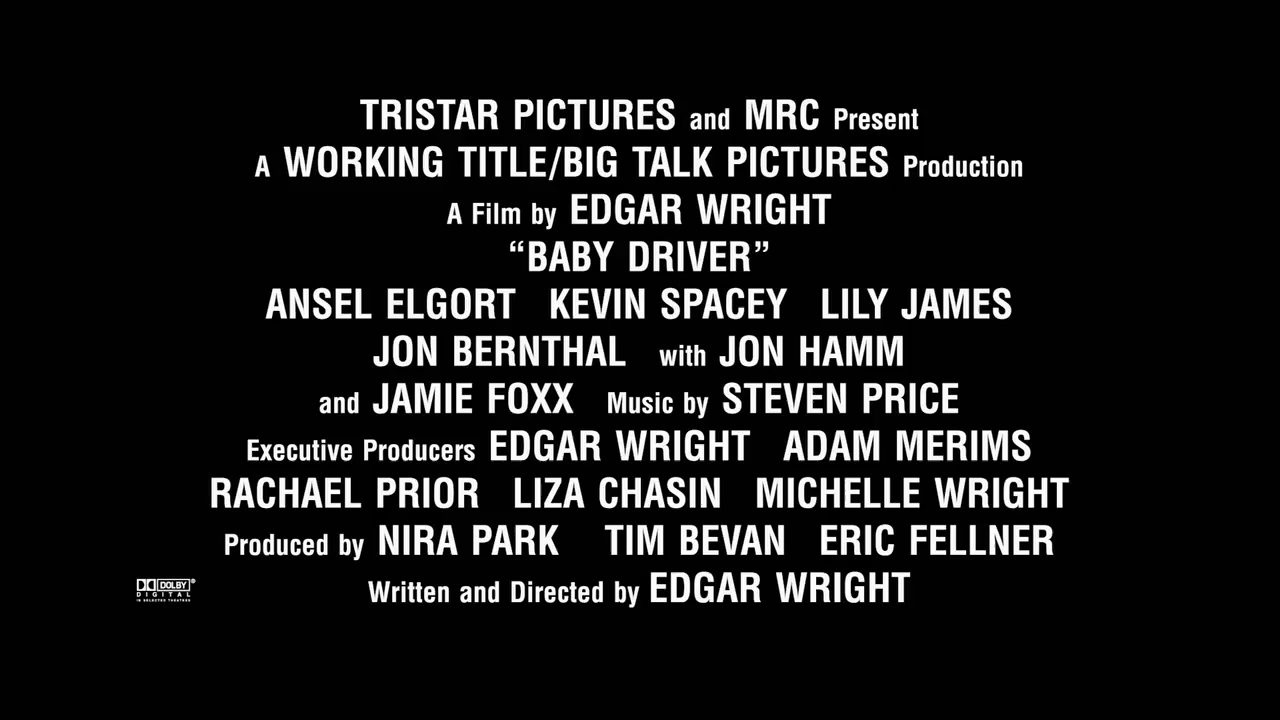 TRISTAR PICTURES and MRC Present
A WORKING TITLE/BIG TALK PICTURES Production
A Film by EDGAR WRIGHT
“BABY DRIVER”
ANSEL ELGORT KEVIN SPACEY LILY JAMES
JON BERNTHAL with JON HAMM
and JAMIE FOXX Music by STEVEN PRICE
Executive Producers EDGAR WRIGHT ADAM MERIMS
RACHAEL PRIOR LIZA CHASIN MICHELLE WRIGHT
Produced by NIRA PARK TIM BEVAN ERIC FELLNER
Written and Directed by EDGAR WRIGHT
DOLBY®
DIGITAL
IN SELECTED THEATRES